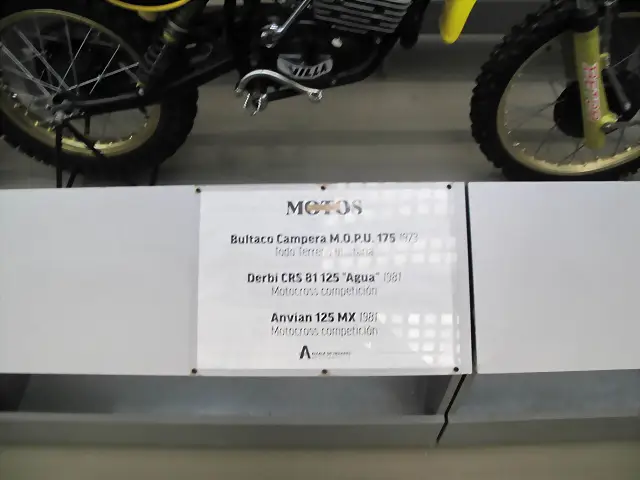 MOTOS
Bultaco Campera M.O.P.U. 175 1973
Todo Terreno
Derbi CRS 81 125 "Agua" 1981
Motocross competición
Anvian 125 MX 1981
Motocross competición